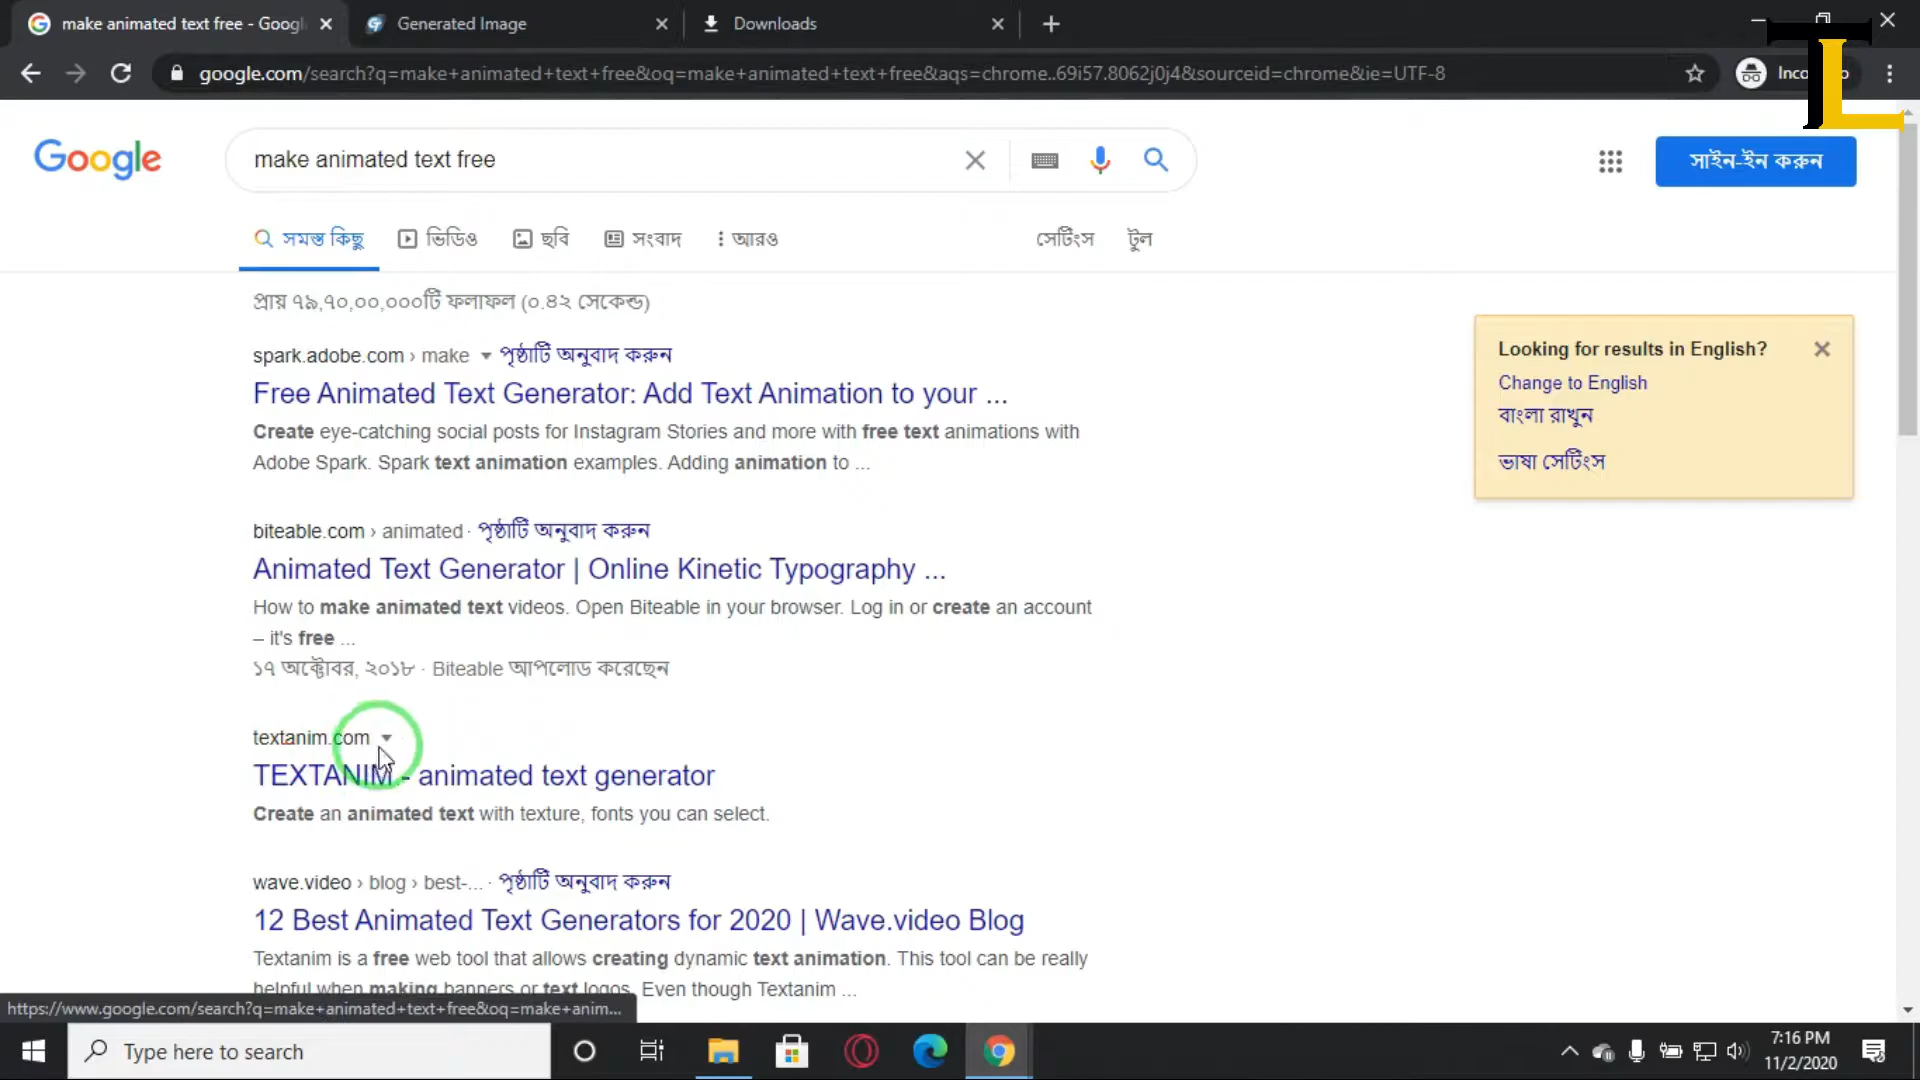 make animated text free - Googl
Generated Image
Downloads
google.com/search?q=make+animated+text+free&oq=make+animated+text+free&aqs=chrome..69i57.8062j0j4&sourceid=chrome&ie=UTF-8
TL
Google
make animated text free
সাইন-ইন করুন
সমস্ত কিছু
ভিডিও
ছবি
সংবাদ
আরও
সেটিংস
টুল
প্রায় ৭৯,৭০,০০,০০০টি ফলাফল (০.৪২ সেকেন্ড)
spark.adobe.com › make পৃষ্ঠাটি অনুবাদ করুন
Free Animated Text Generator: Add Text Animation to your ...
Create eye-catching social posts for Instagram Stories and more with free text animations with
Adobe Spark. Spark text animation examples. Adding animation to ...
Looking for results in English?
Change to English
বাংলা রাখুন
ভাষা সেটিংস
biteable.com › animated · পৃষ্ঠাটি অনুবাদ করুন
Animated Text Generator | Online Kinetic Typography ...
How to make animated text videos. Open Biteable in your browser. Log in or create an account
– it's free ...
১৭ অক্টোবর, ২০১৮ · Biteable আপলোড করেছেন
textanim.com
TEXTANIM - animated text generator
Create an animated text with texture, fonts you can select.
wave.video › blog › best-... · পৃষ্ঠাটি অনুবাদ করুন
12 Best Animated Text Generators for 2020 | Wave.video Blog
Textanim is a free web tool that allows creating dynamic text animation. This tool can be really
helpful when making banners or text logos. Even though Textanim ...
https://www.google.com/search?q=make+animated+text+free&oq=make+anim...
Type here to search
7:16 PM
11/2/2020